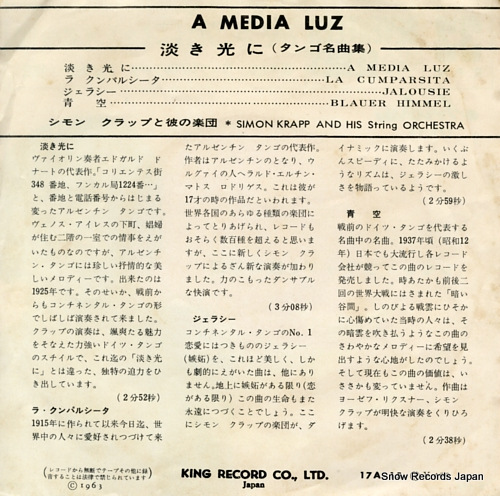 A MEDIA LUZ
淡き光に(タンゴ名曲集)
淡き光に……A MEDIA LUZ
ラ クンパルシータ……LA CUMPARSITA
ジェラシー……JALOUSIE
青 空……BLAUER HIMMEL
シモン クラップと彼の楽団 * SIMON KRAPP AND HIS String ORCHESTRA
淡き光に
ヴァイオリン奏者エドガルド ド
ナートの代表作。「コリエンテス街
348 番地、フンカル局1224番…」
と、番地と電話番号からはじまる
変ったアルゼンチン タンゴです。
ヴェノス・アイレスの下町、娼婦
が住む二階の一室での情事をえが
いたものなのですが、アルゼンチ
ン・タンゴには珍しい抒情的な美
しいメロディーです。出来たのは
1925年です。そのせいか、戦前か
らもコンチネンタル・タンゴの形
でしばしば演奏されて来ました。
クラップの演奏は、颯爽たる魅力
をそなえた力強いドイツ・タンゴ
のスチイルで、これ迄の「淡き光
に」とは違った、独特の迫力をひ
き出しています。
(2分52秒)
ラ・クンパルシータ
1915年に作られて以来今日迄、世
界中の人々に愛好されつづけて来
たアルゼンチン タンゴの代表作。
作者はアルゼンチンのとなり、ウ
ルグァイの人ヘラルド・エルチン・
マトス ロドリゲス。これは彼が
17才の時の作品だといわれます。
世界各国のあらゆる種類の楽団に
よってとりあげられ、レコードも
おそらく数百種を超えると思いま
すが、ここに新しくシモン クラ
ップによるざん新な演奏が加わり
ました。力のこもったダンサブル
な快演です。
(3分08秒)
ジェラシー
コンチネンタル・タンゴのNo.1
恋愛にはつきもののジェラシー
(嫉妬)を、これほど美しく、しか
も劇的にえがいた曲は、他にあり
ません。地上に嫉妬がある限り(恋
がある限り)この曲の生命もまた
永遠につづくことでしょう。ここ
にシモン クラップの楽団が、ダ
イナミックに演奏します。いくぶ
んスピーディに、たたみかけるよ
うなリズムは、ジェラシーの激し
さを物語っているようです。
(2分59秒)
青 空
戦前のドイツ・タンゴを代表する
名曲中の名曲。1937年頃(昭和12
年)日本でも大流行し各レコード
会社が競ってこの曲のレコードを
発売しました。時あたかも前後二
回の世界大戦にはさまれた「暗い
谷間」。しのびよる戦雲にひそか
に心傷めていた当時の人々は、そ
の暗雲を吹き払うようなこの曲の
さわやかなメロディーに希望を見
出すような心地がしたのでしょう。
そして現在もこの曲の価値は、い
ささかも変っていません。作曲は
ヨーゼフ・リクスナー、シモン
クラップが明快な演奏をくりひろ
げます。
(2分38秒)
(レコードから無断でテープその他に録
音することは法律で禁じられています)
© 1963
KING RECORD CO., LTD.
Japan
17A
Snow Records Japan